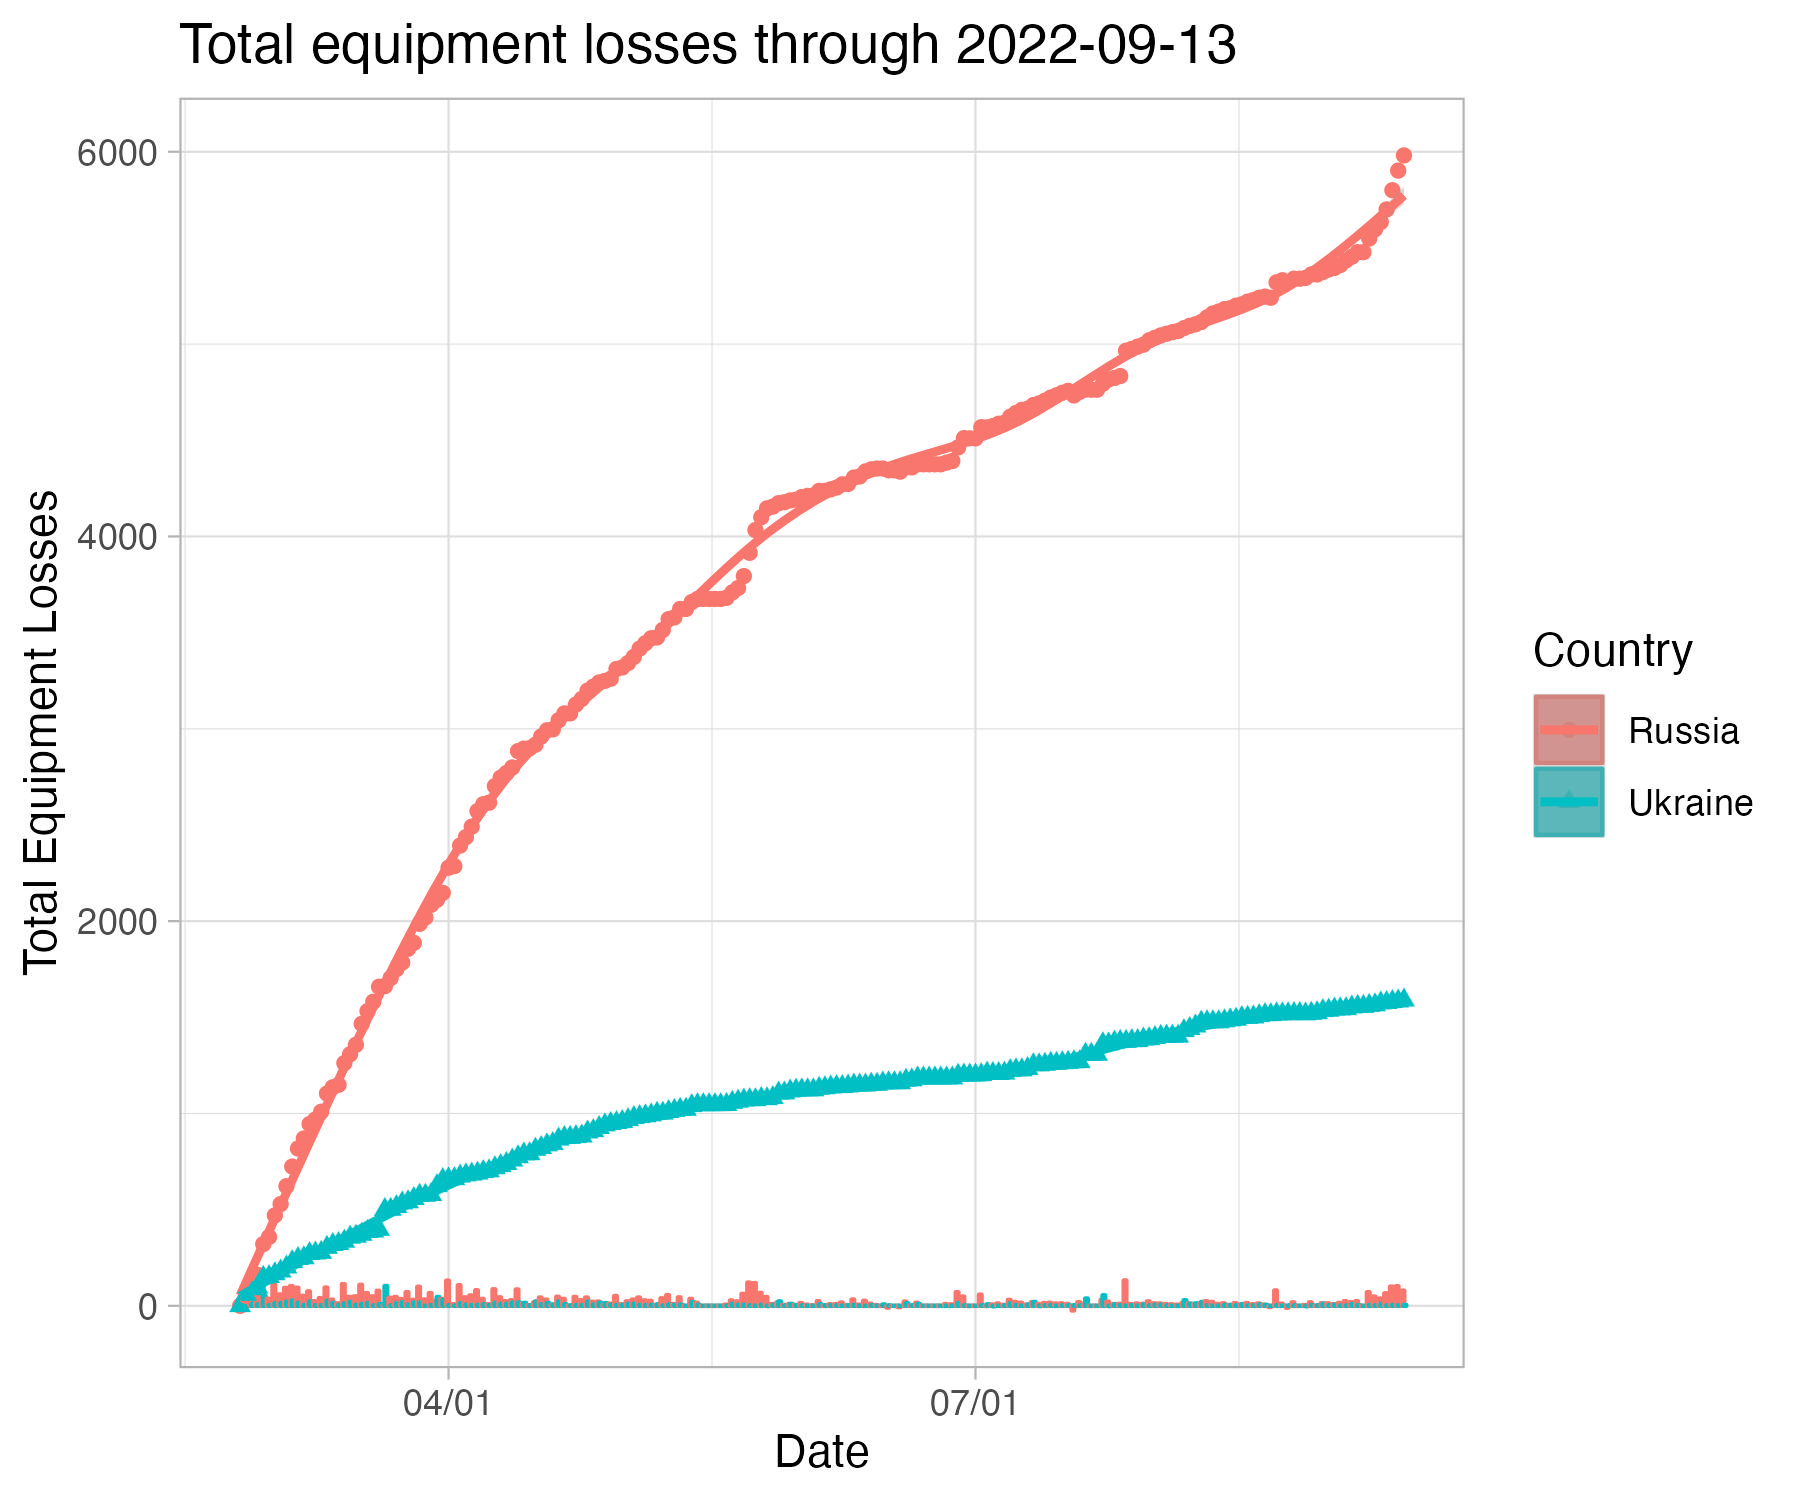 Total equipment losses through 2022-09-13
Total Equipment Losses
6000
4000
2000
0
04/01
07/01
Date
Country
Russia
Ukraine